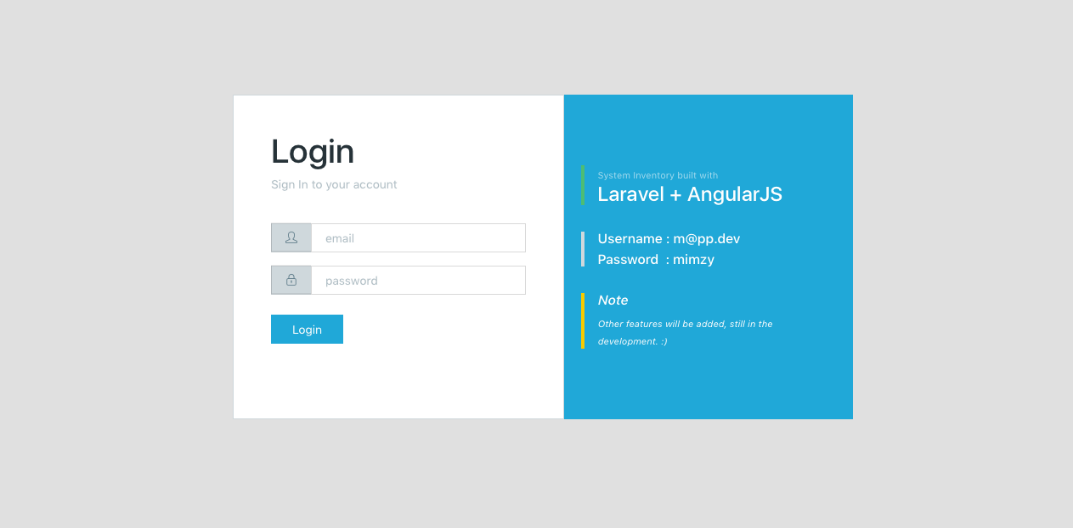 Login
Sign In to your account
email
password
Login
System Inventory built with
Laravel + AngularJS
Username : m@pp.dev
Password : mimzy
Note
Other features will be added, still in the
development. :)